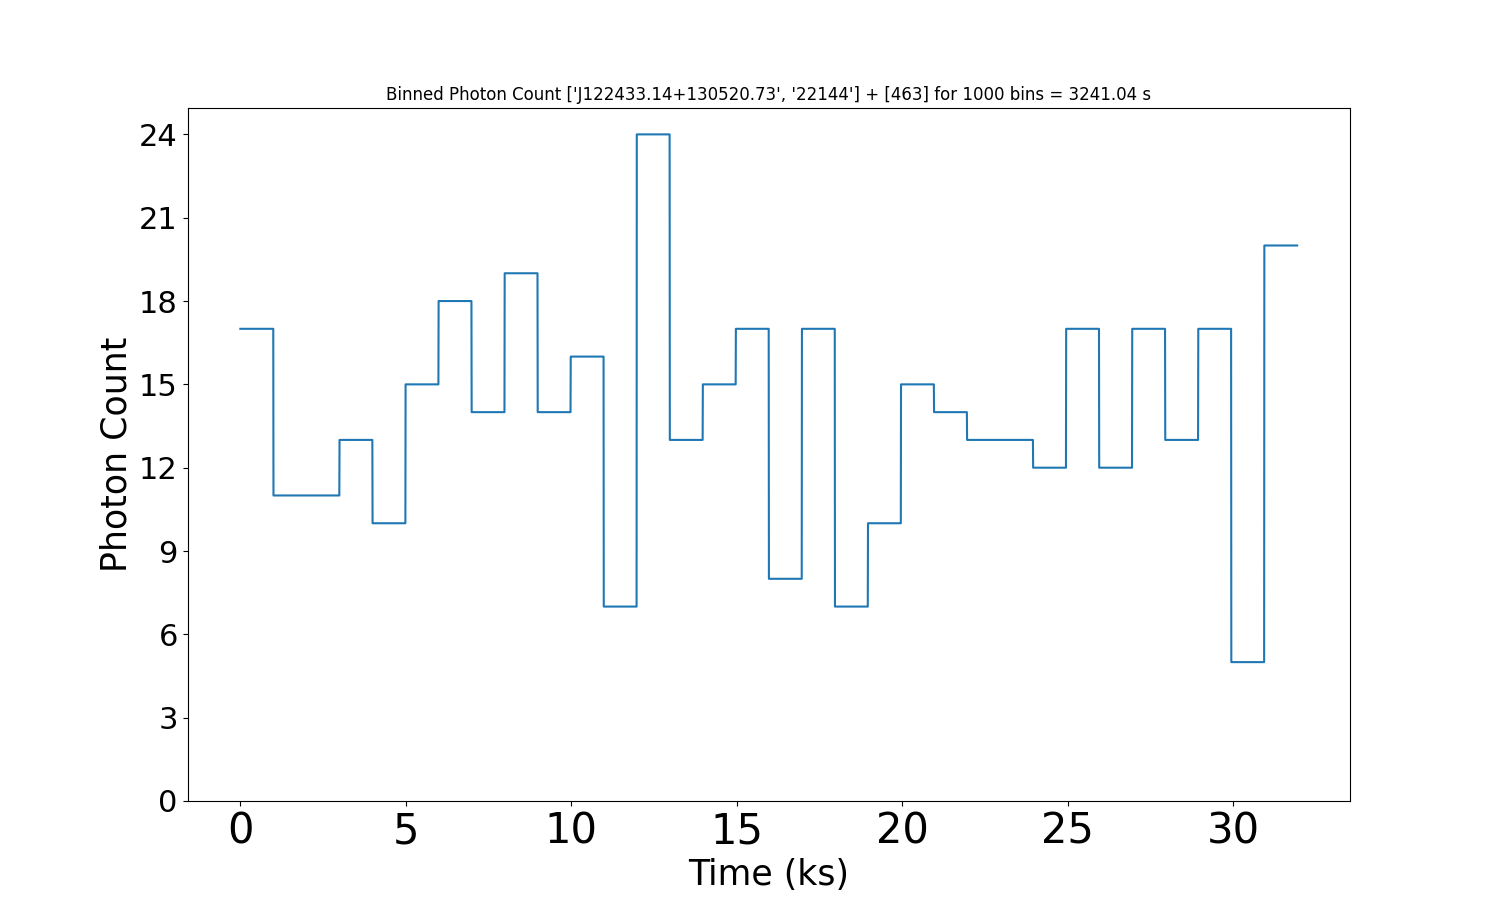 Binned Photon Count ['J122433.14+130520.73', '22144'] + [463] for 1000 bins = 3241.04 s
24
21
18
15
12
9
6
3
0
Photon Count
0 5 10 15 20 25 30
Time (ks)